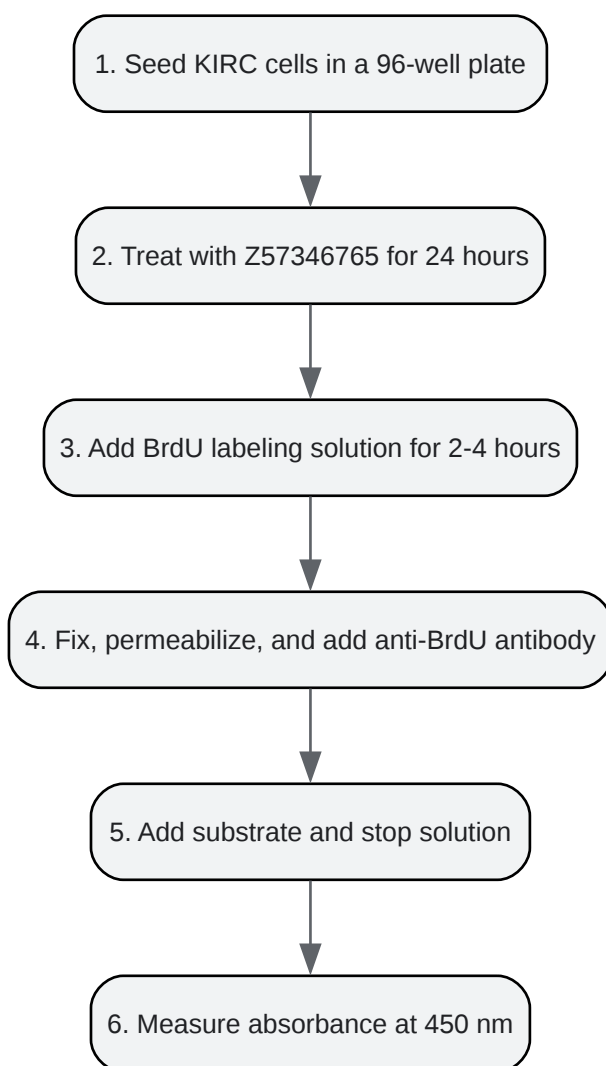 1. Seed KIRC cells in a 96-well plate
2. Treat with Z57346765 for 24 hours
3. Add BrdU labeling solution for 2-4 hours
4. Fix, permeabilize, and add anti-BrdU antibody
5. Add substrate and stop solution
6. Measure absorbance at 450 nm